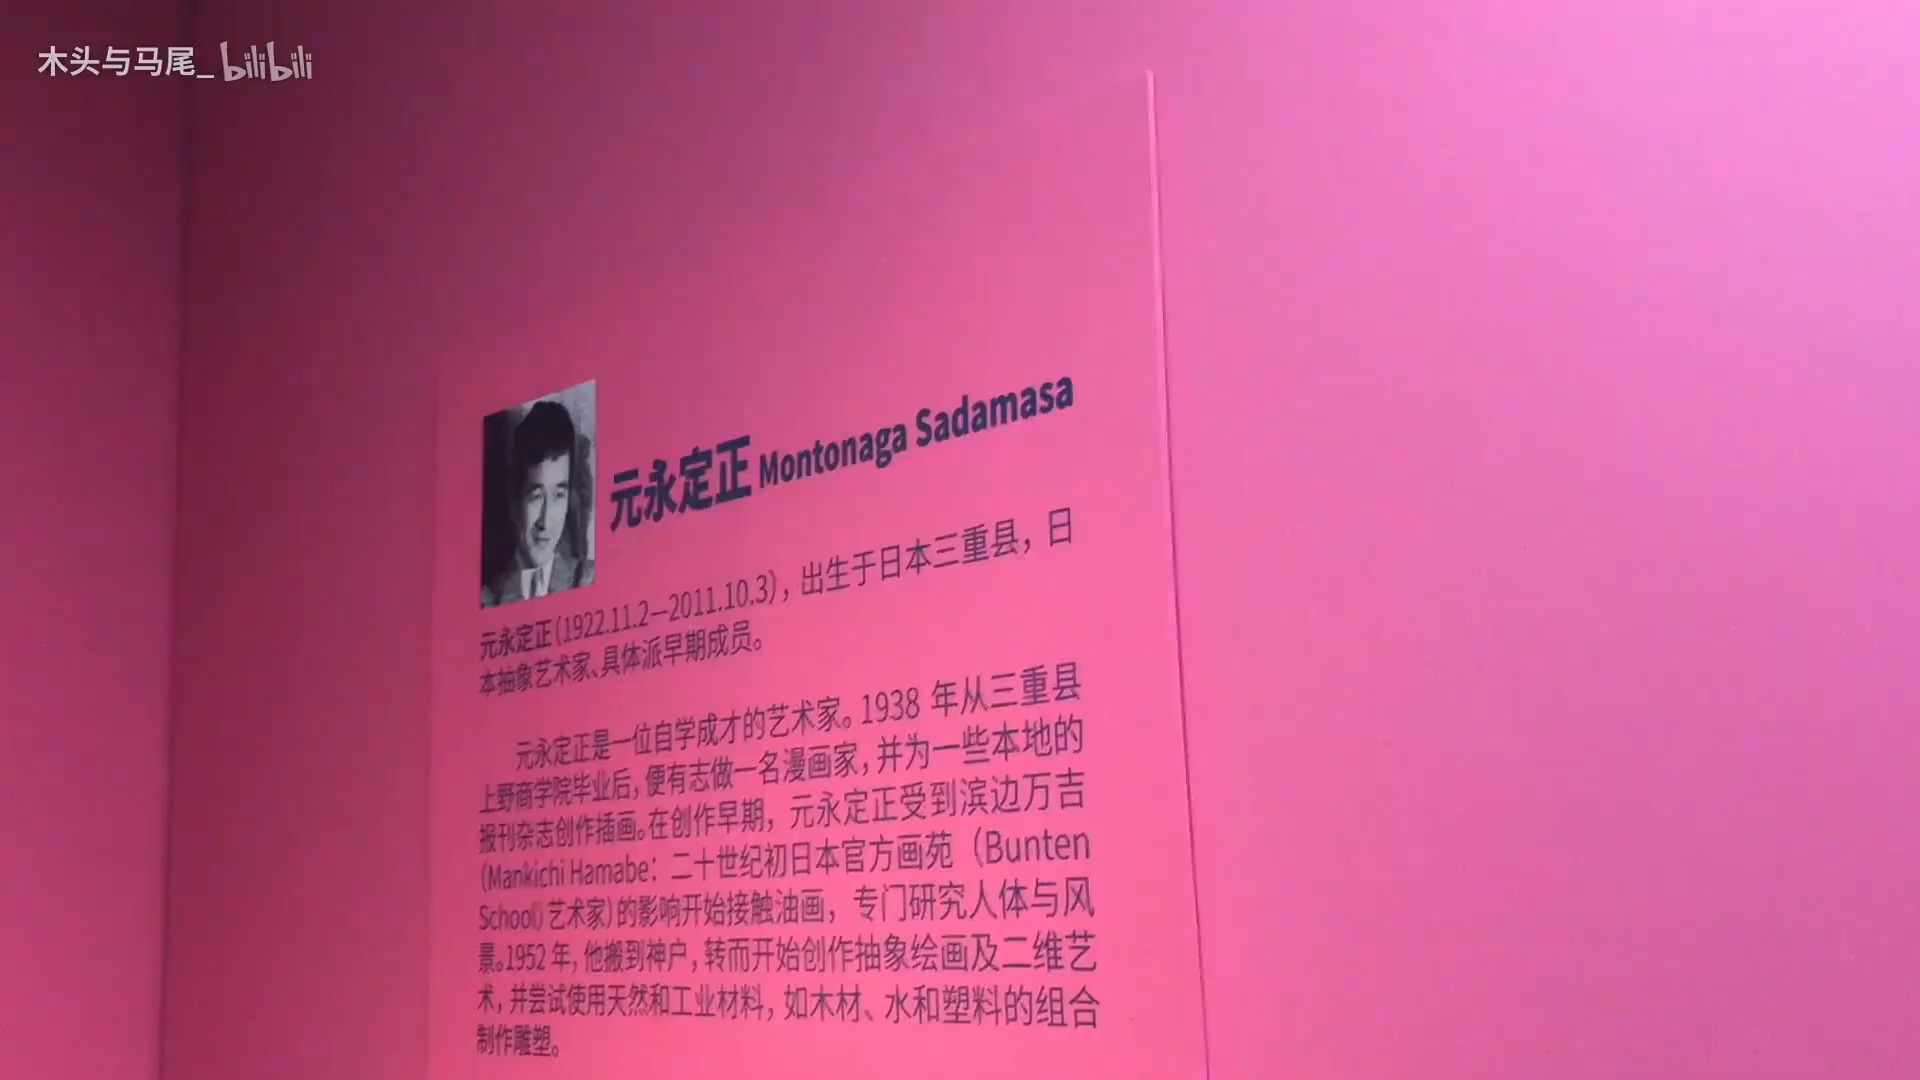 木头与马尾_ bilibili
元永定正 Montonaga Sadamasa
元永定正(1922.11.2—2011.10.3)，出生于日本三重县，日
本抽象艺术家、具体派早期成员。
元永定正是一位自学成才的艺术家。1938 年从三重县
上野商学院毕业后，便有志做一名漫画家，并为一些本地的
报刊杂志创作插画。在创作早期，元永定正受到滨边万吉
（Mankichi Hamabe：二十世纪初日本官方画苑（Bunten
School）艺术家）的影响开始接触油画，专门研究人体与风
景。1952 年，他搬到神户，转而开始创作抽象绘画及二维艺
术，并尝试使用天然和工业材料，如木材、水和塑料的组合
制作雕塑。